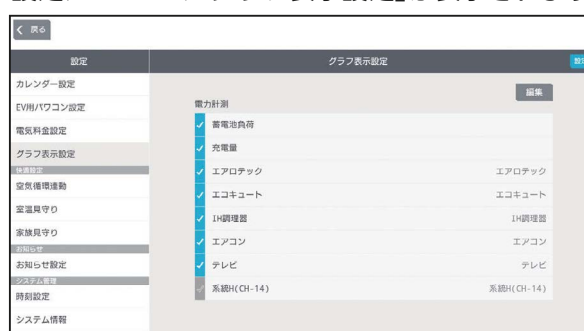 戻る
設定
グラフ表示設定
カレンダー設定
EV用パワコン設定
電気料金設定
グラフ表示設定
快適設定
空気循環連動
室温見守り
家族見守り
お知らせ
お知らせ設定
システム管理
時刻設定
システム情報
編集
電力計測
蓄電池負荷
充電量
エアロテック エアロテック
エコキュート エコキュート
IH調理器 IH調理器
エアコン エアコン
テレビ テレビ
系統H(CH-14) 系統H(CH-14)